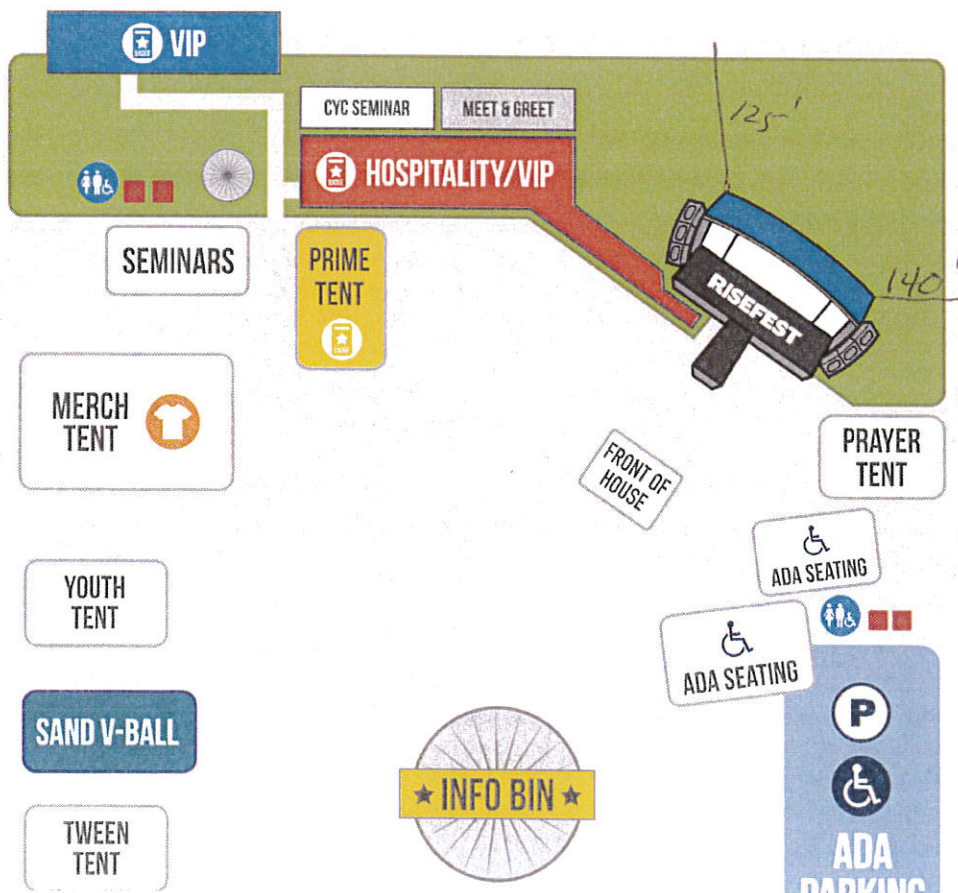 VIP
CYC SEMINAR
MEET & GREET
125'
HOSPITALITY/VIP
SEMINARS
PRIME
TENT
RISEFEST
140'
MERCH
TENT
PRAYER
TENT
FRONT OF
HOUSE
ADA SEATING
YOUTH
TENT
ADA SEATING
P
SAND V-BALL
INFO BIN
TWEEN
TENT
ADA
PARKING